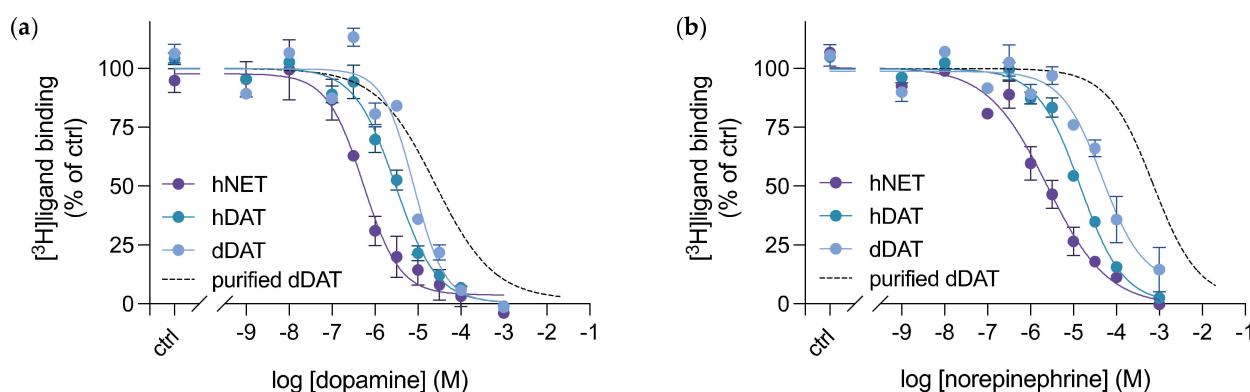 (a)
[³H]ligand binding
(% of ctrl)
100
75
50
25
0
hNET
hDAT
dDAT
purified dDAT
ctrl
-9
-8
-7
-6
-5
-4
-3
-2
-1
log [dopamine] (M)
(b)
[³H]ligand binding
(% of ctrl)
100
75
50
25
0
hNET
hDAT
dDAT
purified dDAT
ctrl
-9
-8
-7
-6
-5
-4
-3
-2
-1
log [norepinephrine] (M)